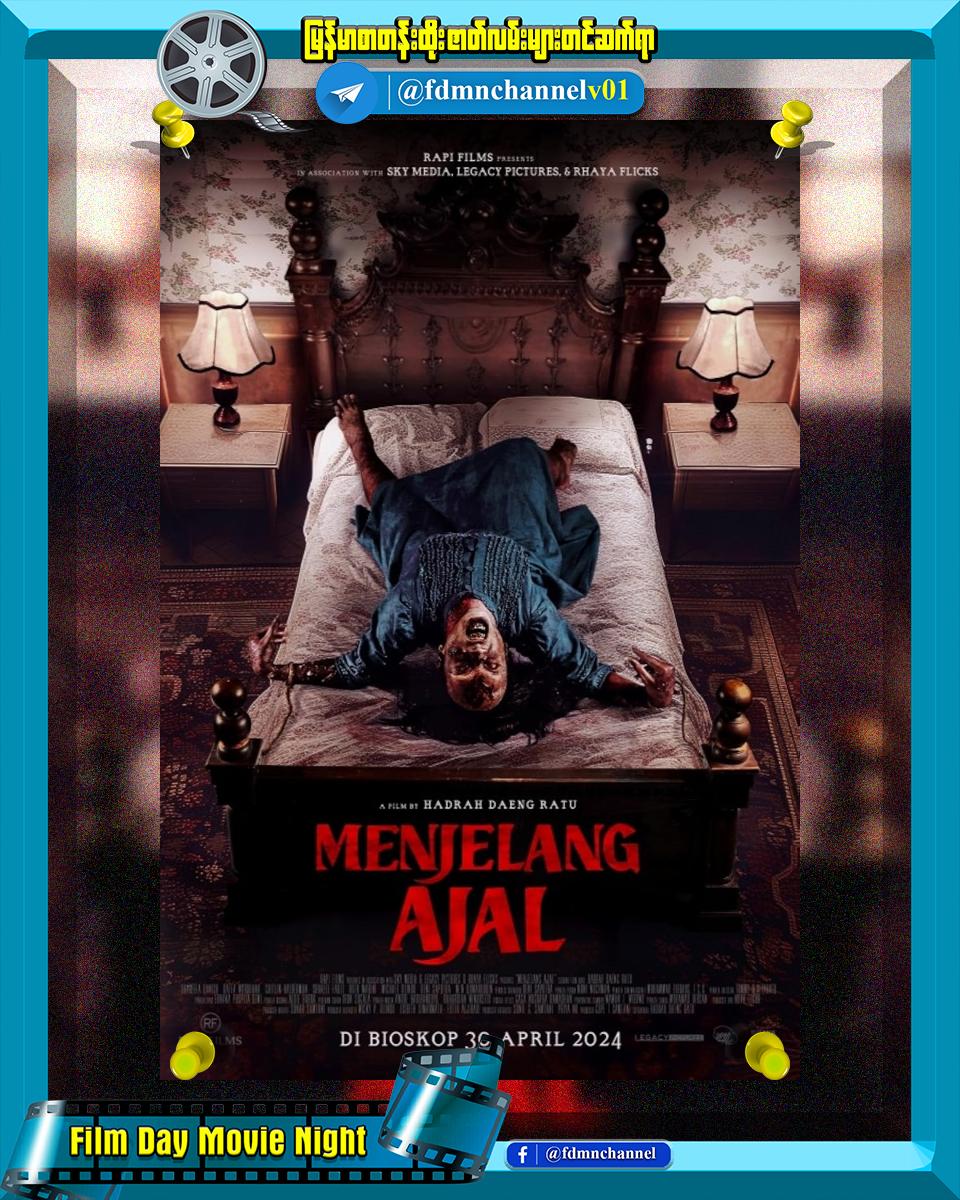 မြန်မာစာတန်းထိုးဇာတ်လမ်းများတင်ဆက်ရာ
@fdmnchannelv01
RAPI FILMS PRESENTS
IN ASSOCIATION WITH SKY MEDIA, LEGACY PICTURES, & RHAYA FLICKS
A FILM BY HADRAH DAENG RATU
MENJELANG
AJAL
DI BIOSKOP 30 APRIL 2024
Film Day Movie Night
@fdmnchannel